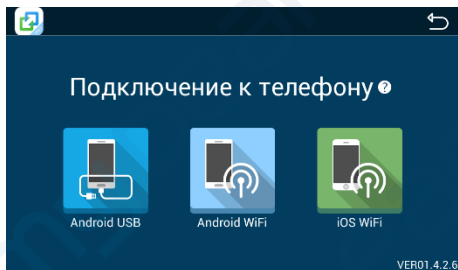 Подключение к телефону ?
Android USB
Android WiFi
iOS WiFi
VER01.4.2.6